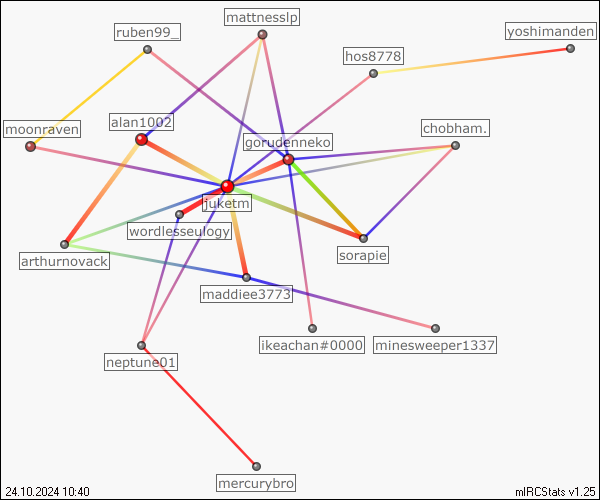 mattnesslp
ruben99_
yoshimanden
hos8778
alan1002
moonraven
chobham.
gorudenneko
juketm
wordlesseulogy
sorapie
arthurnovack
maddiee3773
ikeachan#0000
minesweeper1337
neptune01
mercurybro
24.10.2024 10:40
mIRCStats v1.25